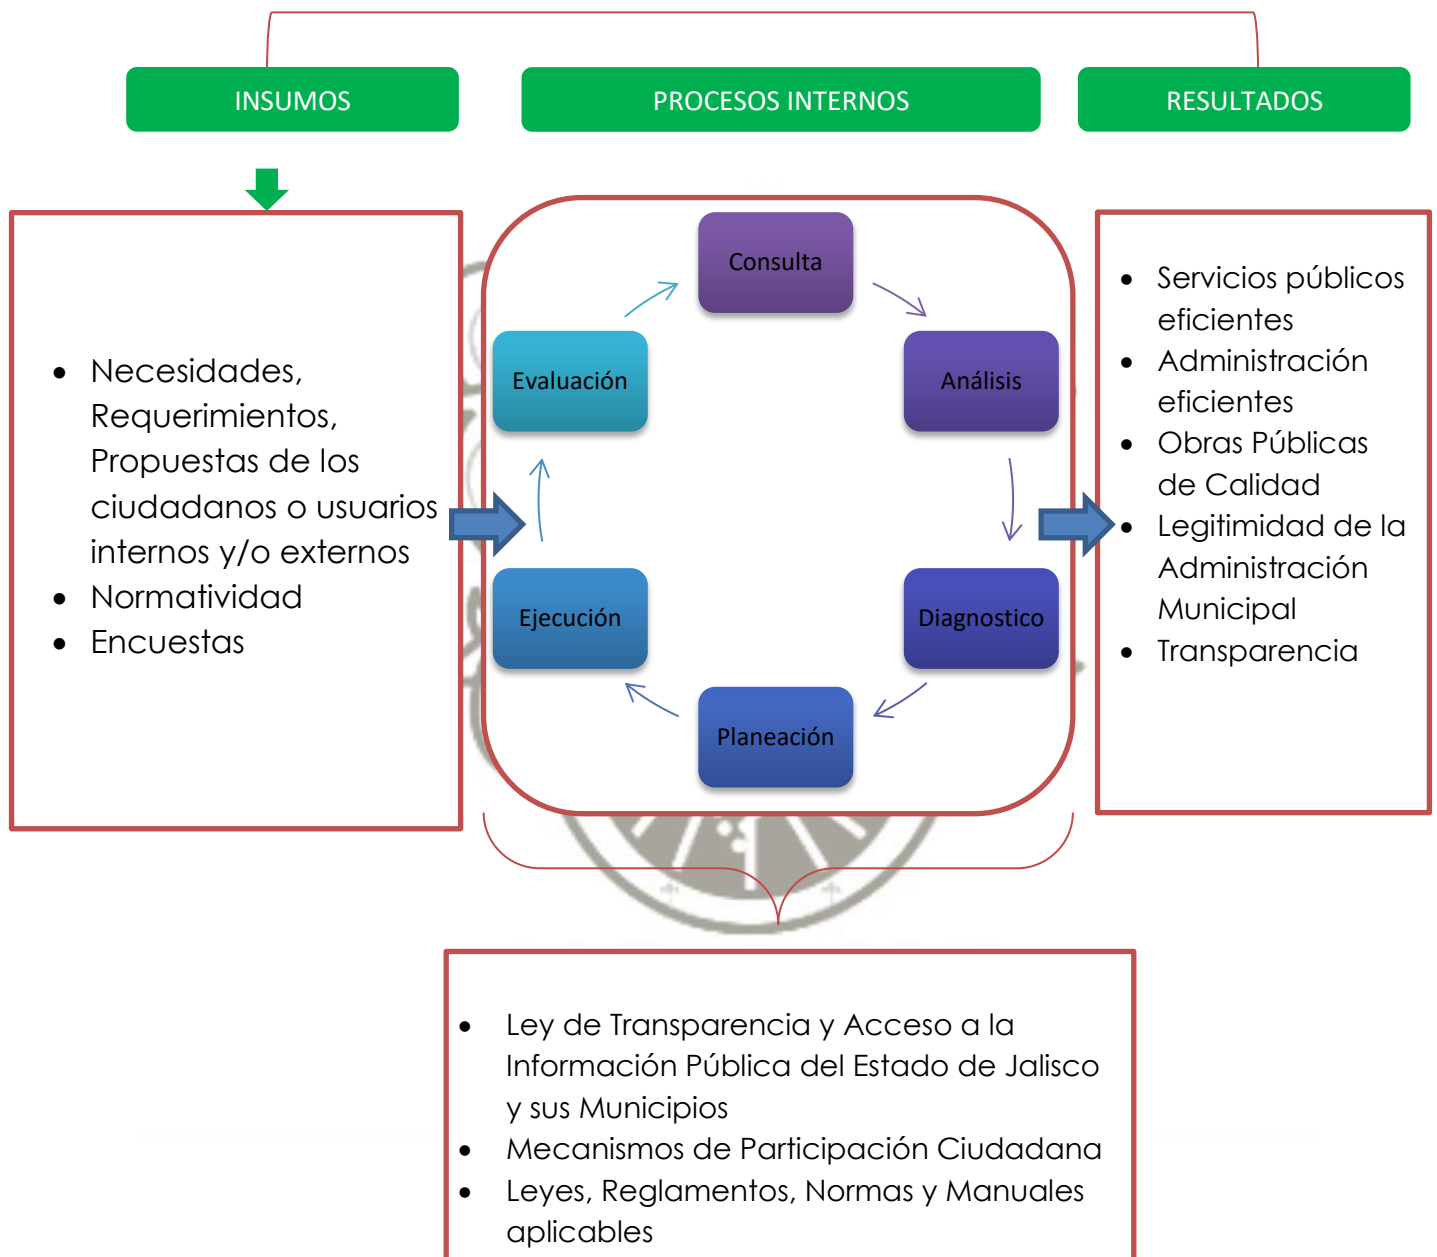 INSUMOS
PROCESOS INTERNOS
RESULTADOS
• Necesidades,
Requerimientos,
Propuestas de los
ciudadanos o usuarios
internos y/o externos
• Normatividad
• Encuestas
Consulta
Análisis
Diagnostico
Planeación
Ejecución
Evaluación
• Servicios públicos
eficientes
• Administración
eficientes
• Obras Públicas
de Calidad
• Legitimidad de la
Administración
Municipal
• Transparencia
• Ley de Transparencia y Acceso a la
Información Pública del Estado de Jalisco
y sus Municipios
• Mecanismos de Participación Ciudadana
• Leyes, Reglamentos, Normas y Manuales
aplicables